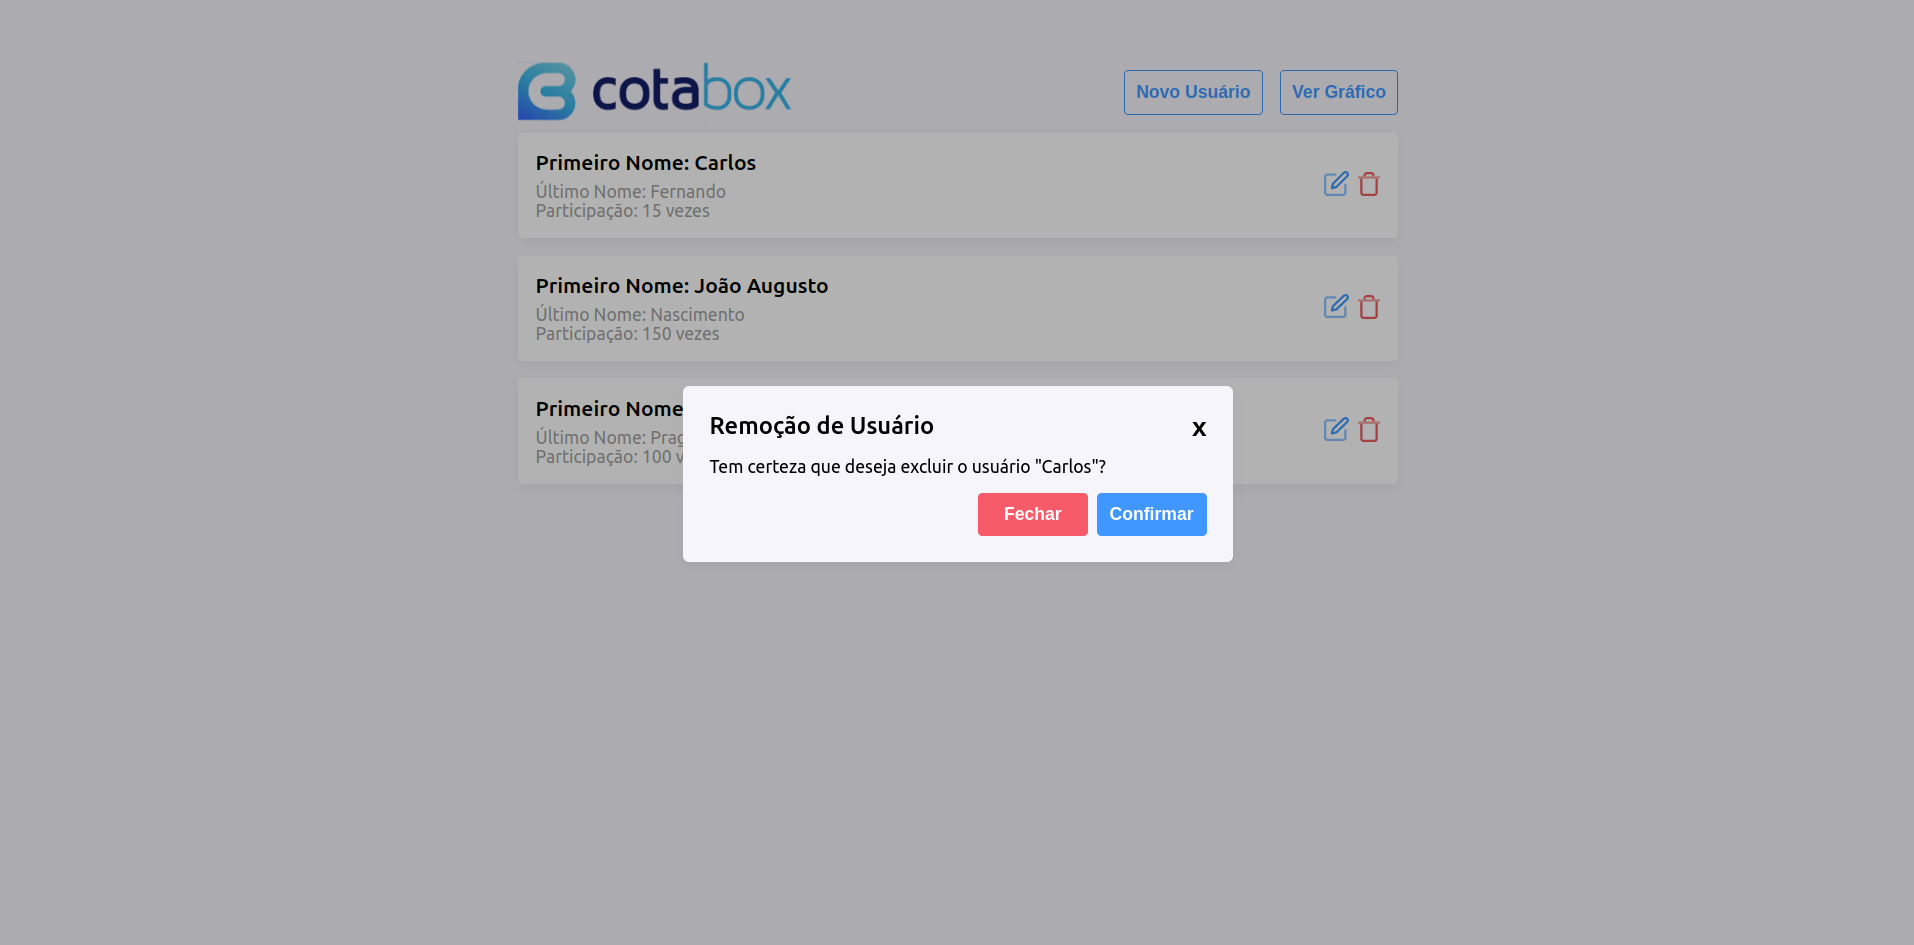 cotabox
Novo Usuário
Ver Gráfico
Primeiro Nome: Carlos
Último Nome: Fernando
Participação: 15 vezes
Primeiro Nome: João Augusto
Último Nome: Nascimento
Participação: 150 vezes
Primeiro Nome
Último Nome:
Participação: 100
Remoção de Usuário
x
Tem certeza que deseja excluir o usuário "Carlos"?
Fechar
Confirmar